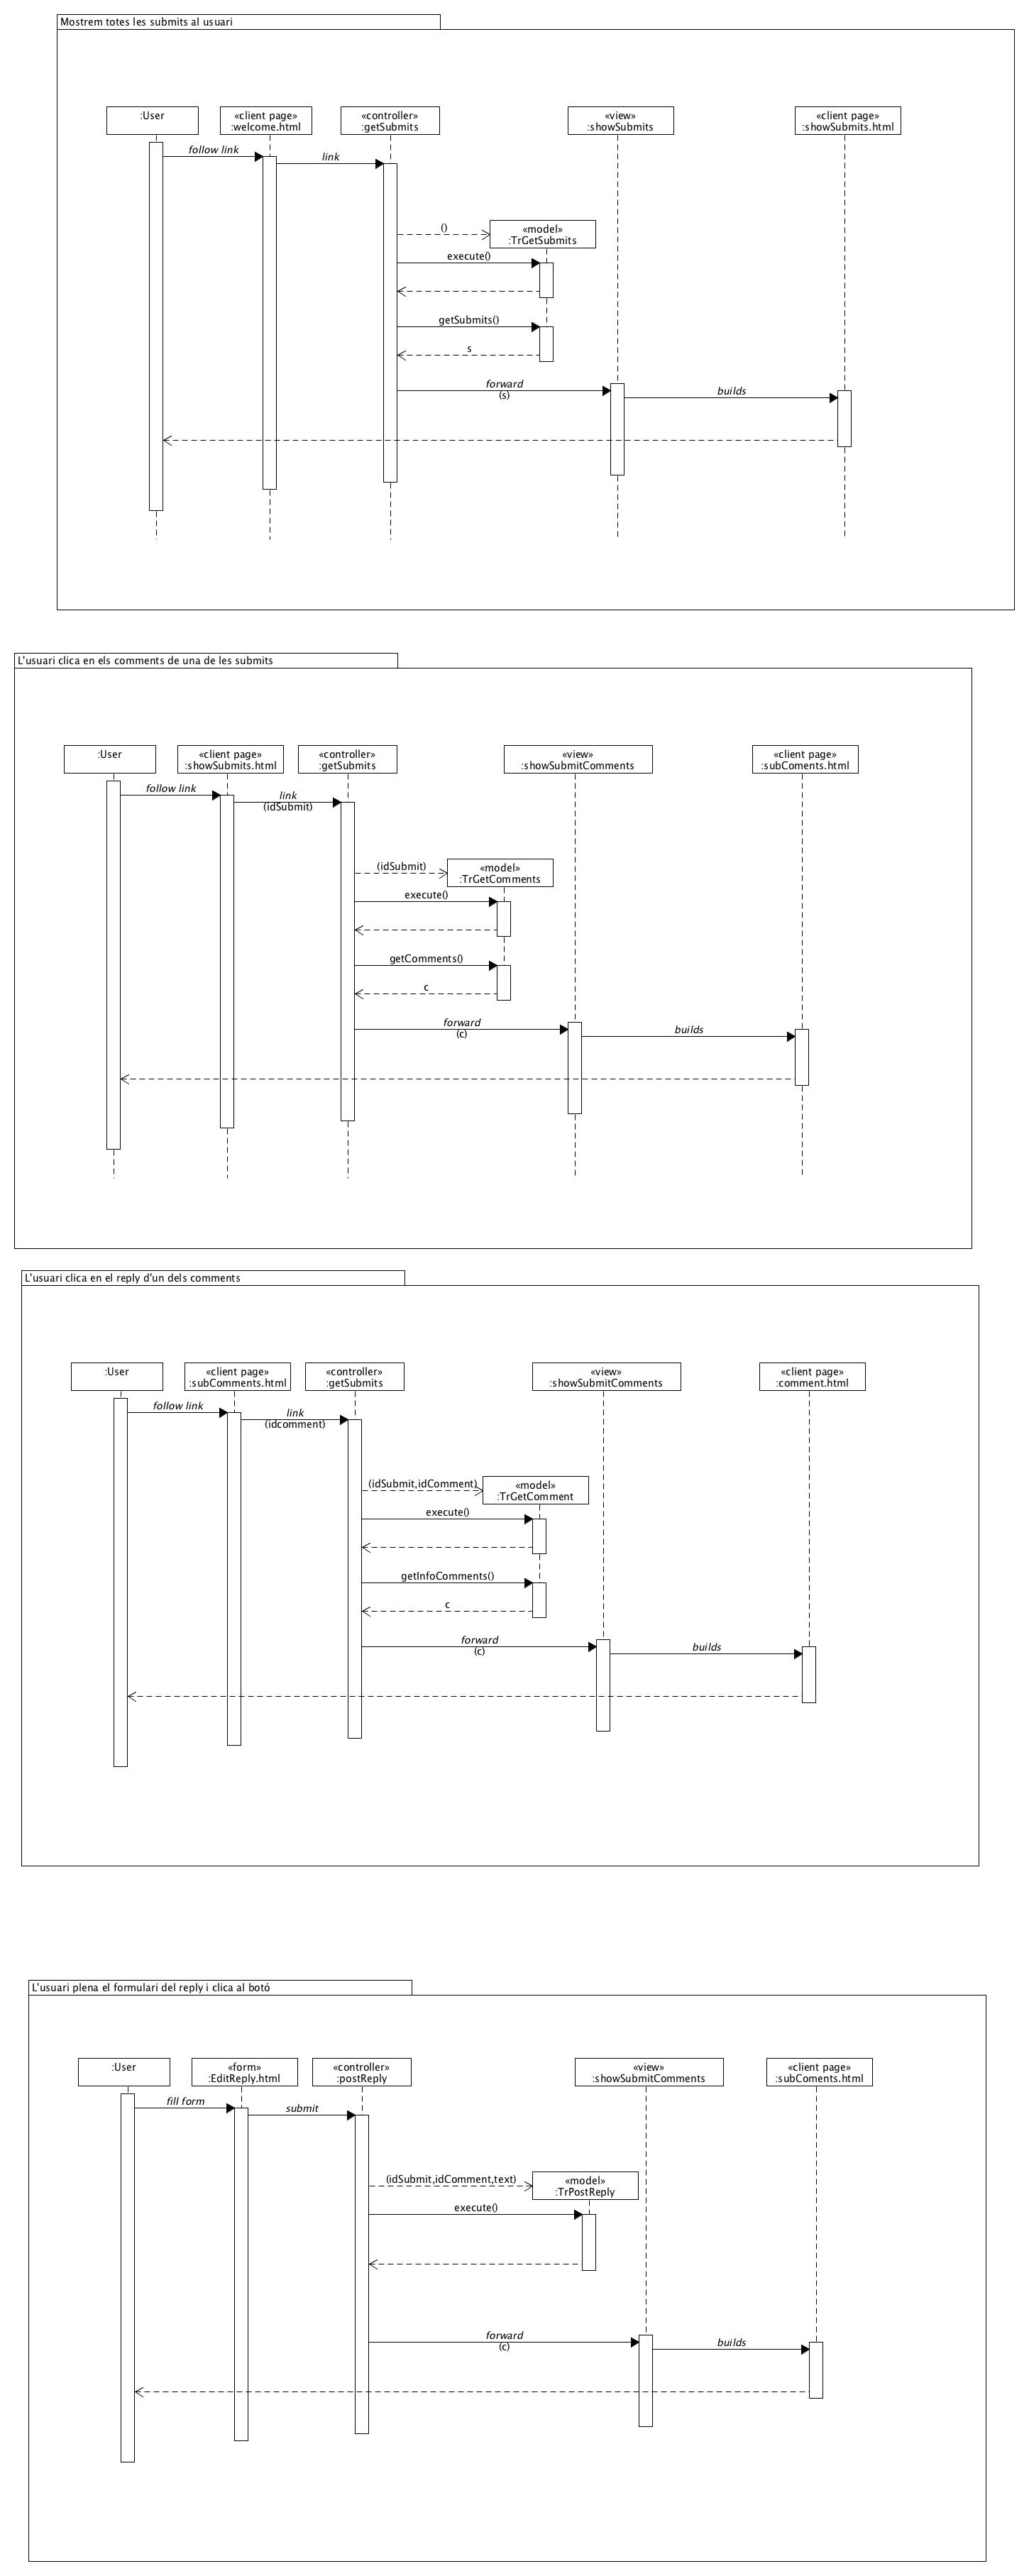 Mostrem totes les submits al usuari
:User
«client page»
:welcome.html
«controller»
:getSubmits
«view»
:showSubmits
«client page»
:showSubmits.html
follow link
link
()
«model»
:TrGetSubmits
execute()
getSubmits()
s
forward
(s)
builds
L'usuari clica en els comments de una de les submits
:User
«client page»
:showSubmits.html
«controller»
:getSubmits
«view»
:showSubmitComments
«client page»
:subComents.html
follow link
link
(idSubmit)
(idSubmit)
«model»
:TrGetComments
execute()
getComments()
c
forward
(c)
builds
L'usuari clica en el reply d'un dels comments
:User
«client page»
:subComments.html
«controller»
:getSubmits
«view»
:showSubmitComments
«client page»
:comment.html
follow link
link
(idcomment)
(idSubmit,idComment)
«model»
:TrGetComment
execute()
getInfoComments()
c
forward
(c)
builds
L'usuari plena el formulari del reply i clica al botó
:User
«form»
:EditReply.html
«controller»
:postReply
«view»
:showSubmitComments
«client page»
:subComents.html
fill form
submit
(idSubmit,idComment,text)
«model»
:TrPostReply
execute()
forward
(c)
builds